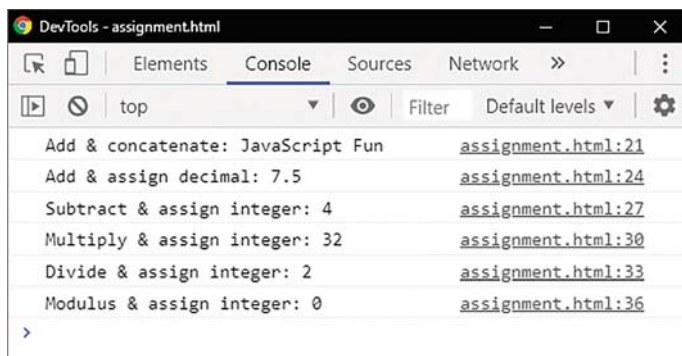 DevTools - assignment.html
Elements Console Sources Network »
top Filter Default levels
Add & concatenate: JavaScript Fun assignment.html:21
Add & assign decimal: 7.5 assignment.html:24
Subtract & assign integer: 4 assignment.html:27
Multiply & assign integer: 32 assignment.html:30
Divide & assign integer: 2 assignment.html:33
Modulus & assign integer: 0 assignment.html:36
>